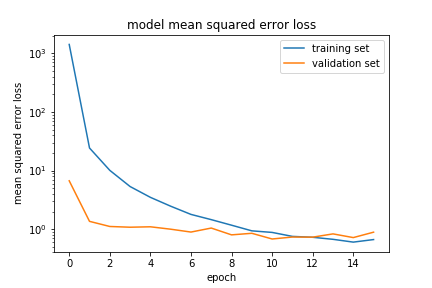 model mean squared error loss
training set
validation set
mean squared error loss
10³
10²
10¹
10⁰
0 2 4 6 8 10 12 14
epoch